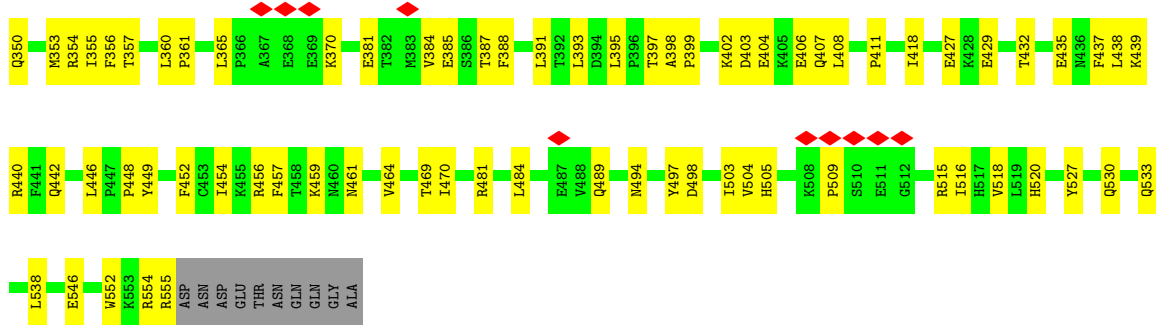 Q350 M353 R354 I355 F356 T357 L360 P361 L365 P366 A367 E368 E369 K370 E381 T382 M383 V384 E385 S386 T387 F388 L391 T392 L393 D394 L395 P396 T397 A398 P399 K402 D403 E404 K405 E406 Q407 L408 P411 I418 E427 K428 E429 T432 E435 N436 F437 L438 K439
R440 F441 Q442 L446 F447 P448 Y449 F452 C453 I454 K455 R456 F457 T458 K459 N460 N461 V464 T469 I470 R481 L484 E487 V488 Q489 N494 Y497 D498 I503 V504 H505 K508 P509 S510 E511 G512 R515 I516 H517 V518 L519 H520 Y527 Q530 Q533
L538 E546 W552 K553 R554 R555 ASP ASN ASP GLU THR ASN GLN GLN GLY ALA